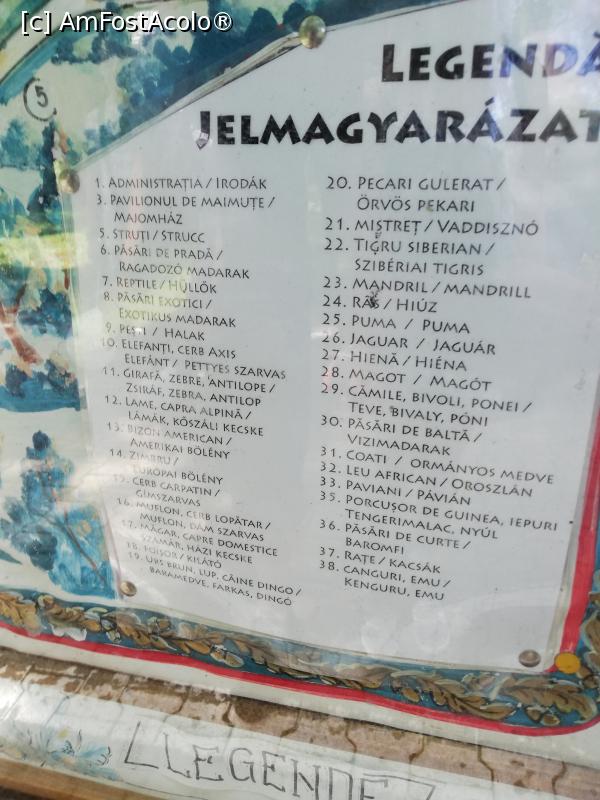 [c] AmFostAcolo®
5
LEGENDĂ
JELMAGYARÁZAT
1. ADMINISTRAȚIA / IRODÁK
3. PAVILIONUL DE MAIMUȚE /
MAJOMHÁZ
5. STRUȚI / STRUCC
6. PĂSĂRI DE PRADĂ /
RAGADOZÓ MADARAK
7. REPTILE / HÜLLŐK
8. PĂSĂRI EXOTICI /
EXOTIKUS MADARAK
9. PEȘTI / HALAK
10. ELEFANȚI, CERB AXIS
ELEFÁNT / PETTYES SZARVAS
11. GIRAFĂ, ZEBRE, ANTILOPE /
ZSIRÁF, ZEBRA, ANTILOP
12. LAME, CAPRA ALPINĂ /
LÁMÁK, KŐSZÁLI KECSKE
13. BIZON AMERICAN /
AMERIKAI BÖLÉNY
14. ZIMBRU /
EURÓPAI BÖLÉNY
15. CERB CARPATIN /
GÍMSZARVAS
16. MUFLON, CERB LOPĂTAR /
MUFLON, DÁM SZARVAS
17. MĂGAR, CAPRE DOMESTICE
SZAMÁR, HÁZI KECSKE
18. FOIȘOR / KILÁTÓ
19. URS BRUN, LUP, CÂINE DINGO /
BARAMEDVE, FARKAS, DINGÓ
20. PECARI GULERAT /
ÖRVÖS PEKARI
21. MISTREȚ / VADDISZNÓ
22. TIGRU SIBERIAN /
SZIBÉRIAI TIGRIS
23. MANDRIL / MANDRILL
24. RÂS / HIÚZ
25. PUMA / PUMA
26. JAGUAR / JAGUÁR
27. HIENĂ / HIÉNA
28. MAGOT / MAGÓT
29. CĂMILE, BIVOLI, PONEI /
TEVE, BIVALY, PÓNI
30. PĂSĂRI DE BALTĂ /
VIZIMADARAK
31. COATI / ORMÁNYOS MEDVE
32. LEU AFRICAN / OROSZLÁN
33. PAVIANI / PÁVIÁN
35. PORCUȘOR DE GUINEA, IEPURI
TENGERIMALAC, NYÚL
36. PĂSĂRI DE CURTE /
BAROMFI
37. RAȚE / KACSÁK
38. CANGURI, EMU /
KENGURU, EMU
LEGENDE